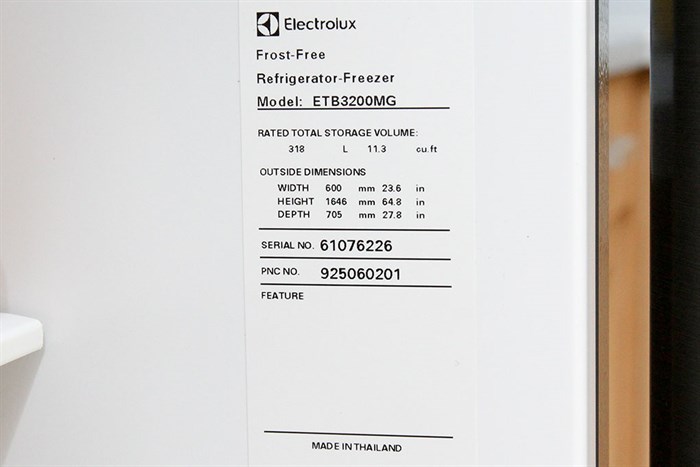 Electrolux
Frost-Free
Refrigerator-Freezer
Model: ETB3200MG
RATED TOTAL STORAGE VOLUME:
318 L 11.3 cu.ft
OUTSIDE DIMENSIONS
WIDTH 600 mm 23.6 in
HEIGHT 1646 mm 64.8 in
DEPTH 705 mm 27.8 in
SERIAL NO. 61076226
PNC NO. 925060201
FEATURE
MADE IN THAILAND